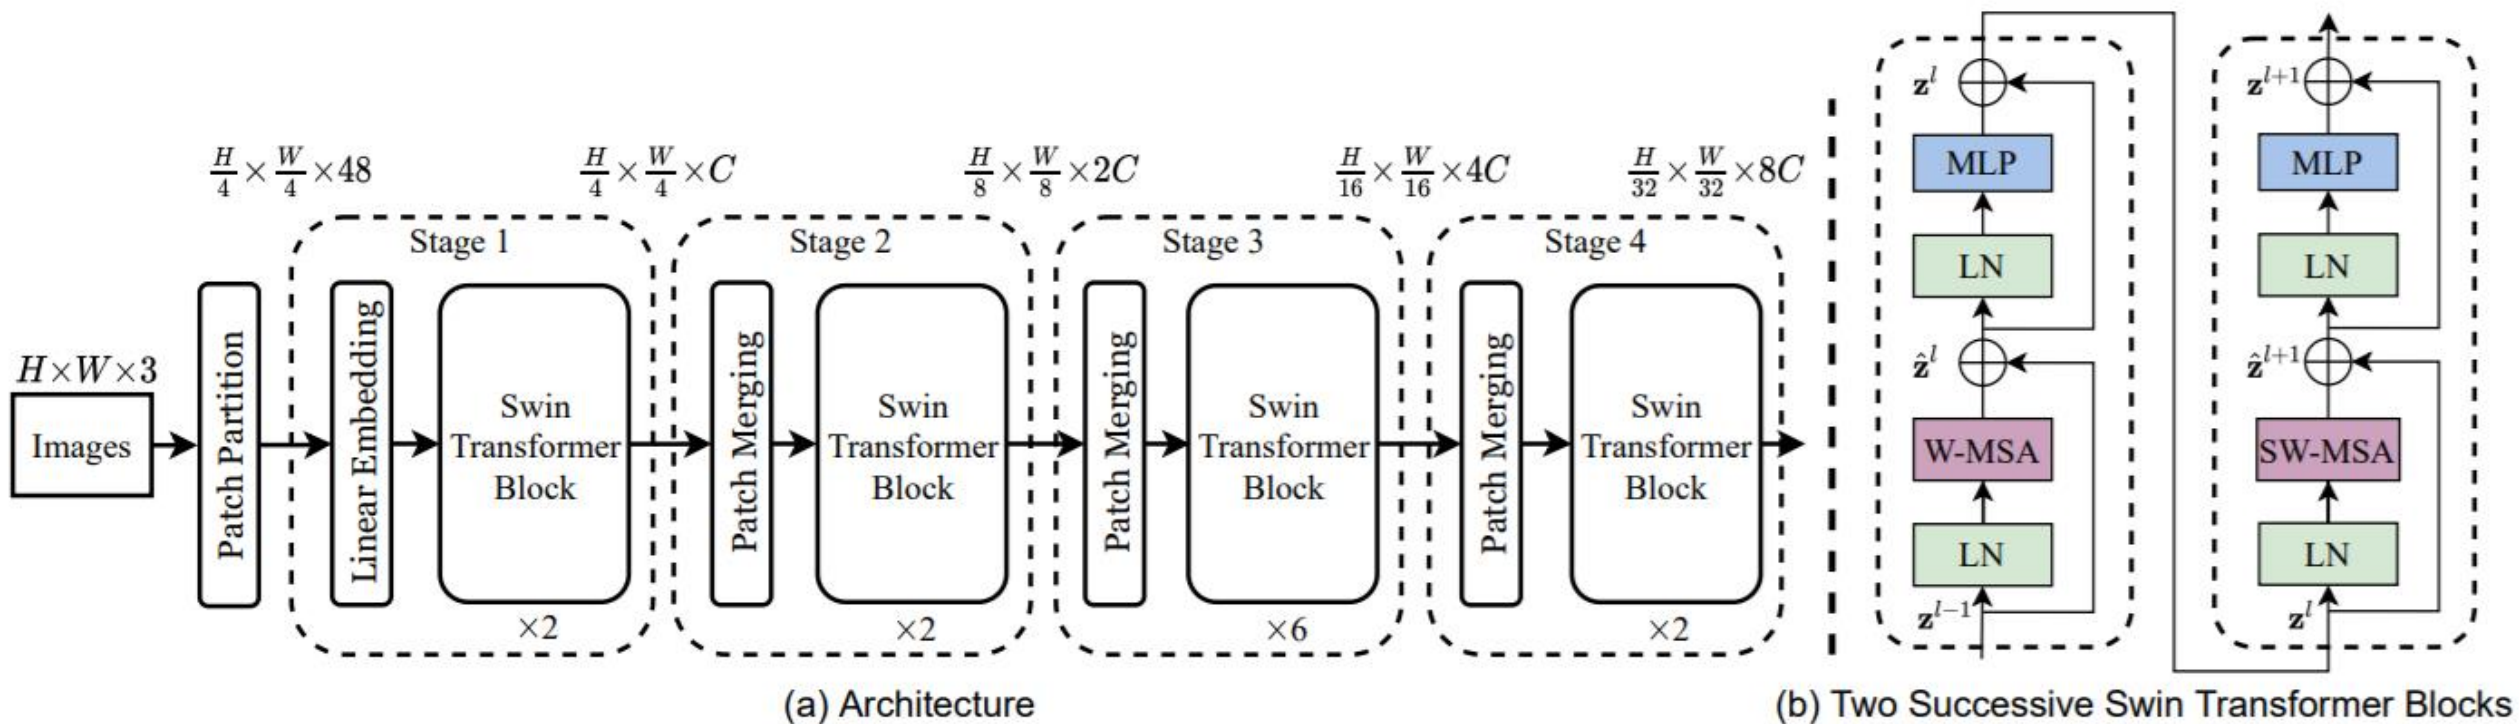 H/4 × W/4 × 48
H/4 × W/4 × C
H/8 × W/8 × 2C
H/16 × W/16 × 4C
H/32 × W/32 × 8C
Stage 1
Stage 2
Stage 3
Stage 4
H×W×3
Images
Patch Partition
Linear Embedding
Swin
Transformer
Block
×2
Patch Merging
Swin
Transformer
Block
×2
Patch Merging
Swin
Transformer
Block
×6
Patch Merging
Swin
Transformer
Block
×2
(a) Architecture
z^l
MLP
LN
ẑ^l
W-MSA
LN
z^{l-1}
z^{l+1}
MLP
LN
ẑ^{l+1}
SW-MSA
LN
z^l
(b) Two Successive Swin Transformer Blocks